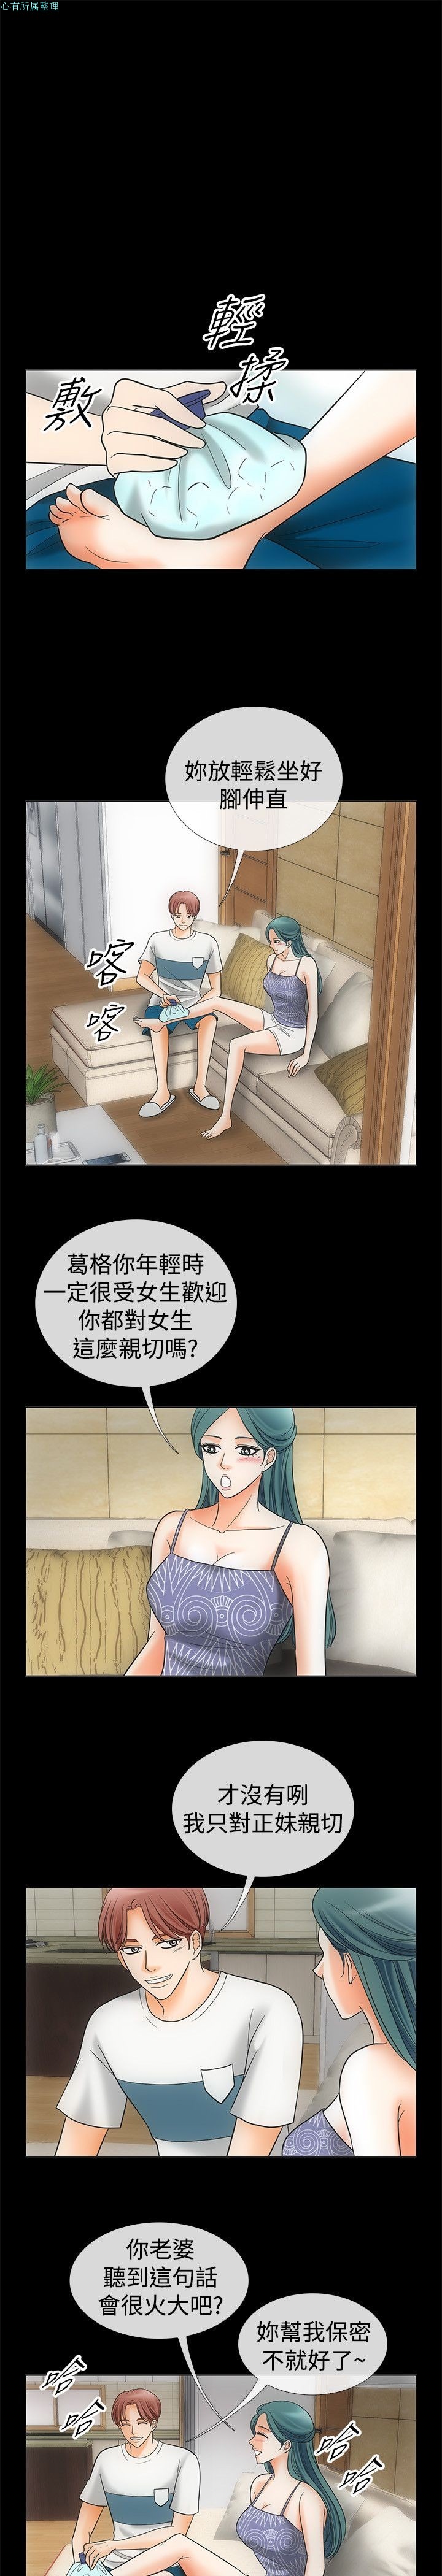 心有所属整理
輕
揉
敷
妳放輕鬆坐好
腳伸直
喀
喀
葛格你年輕時
一定很受女生歡迎
你都對女生
這麼親切嗎?
才沒有咧
我只對正妹親切
你老婆
聽到這句話
會很火大吧?
妳幫我保密
不就好了~
哈
哈
哈
哈